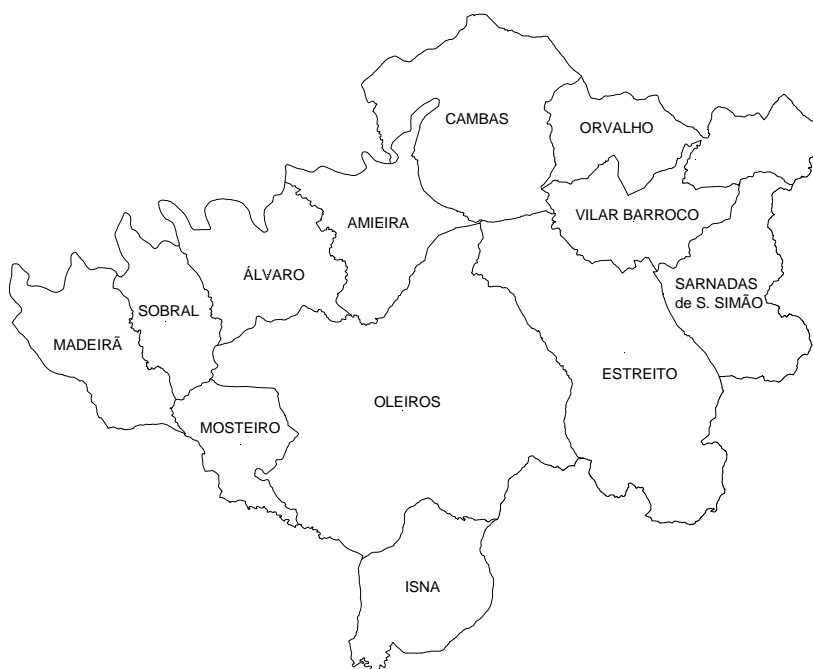 CAMBAS
ORVALHO
AMIEIRA
VILAR BARROCO
ÁLVARO
SARNADAS
de S. SIMÃO
SOBRAL
MADEIRÃ
ESTREITO
OLEIROS
MOSTEIRO
ISNA